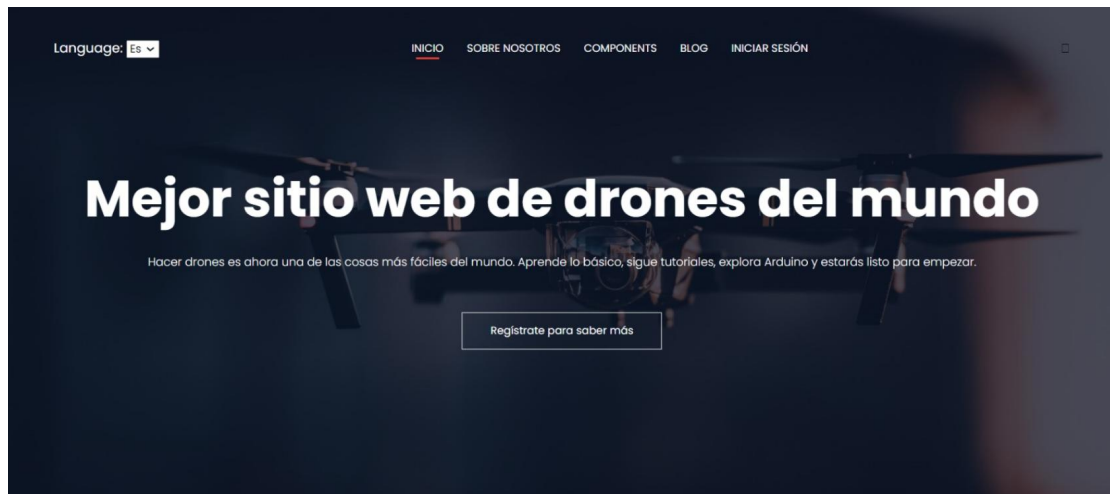 Language: Es
INICIO SOBRE NOSOTROS COMPONENTS BLOG INICIAR SESIÓN
Mejor sitio web de drones del mundo
Hacer drones es ahora una de las cosas más fáciles del mundo. Aprende lo básico, sigue tutoriales, explora Arduino y estarás listo para empezar.
Regístrate para saber más